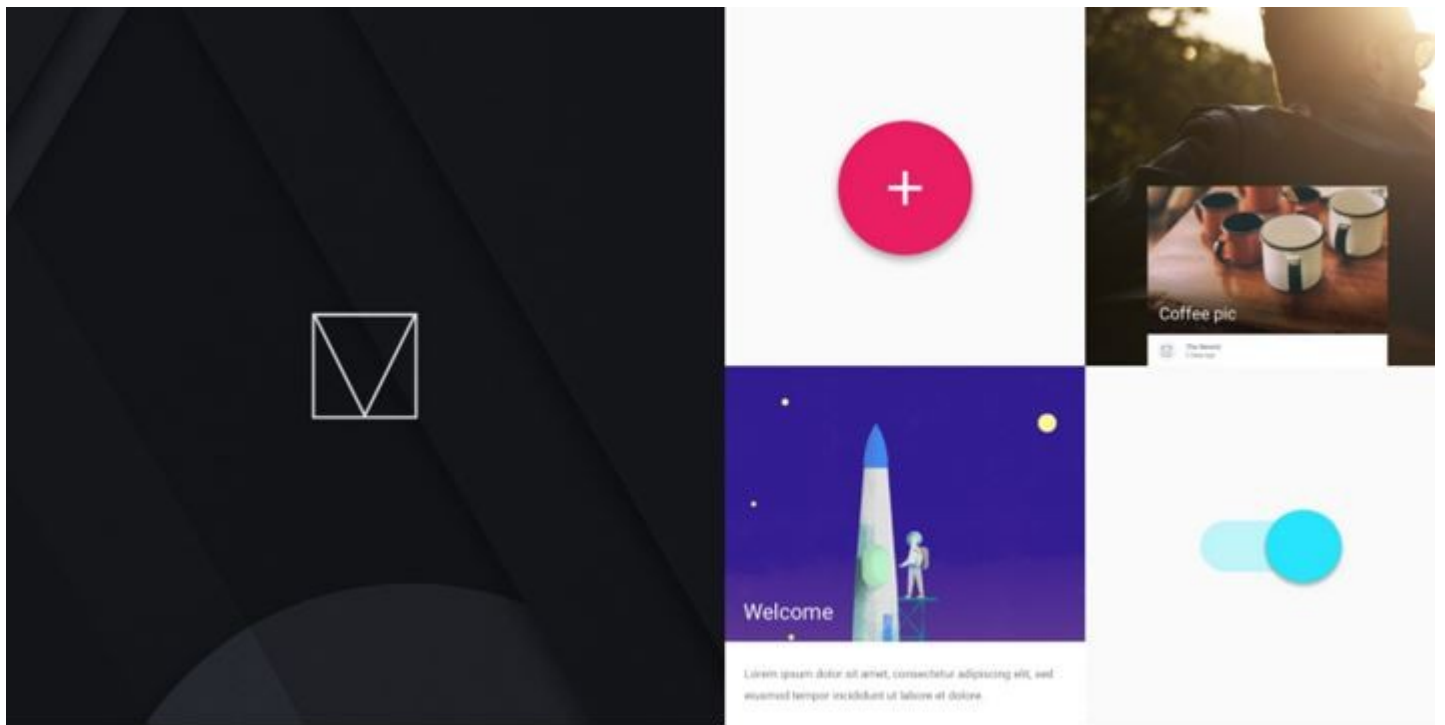 Coffee pic
Welcome
Lorem ipsum dolor sit amet, consectetur adipiscing elit, sed
eiusmod tempor incididunt ut labore et dolore.